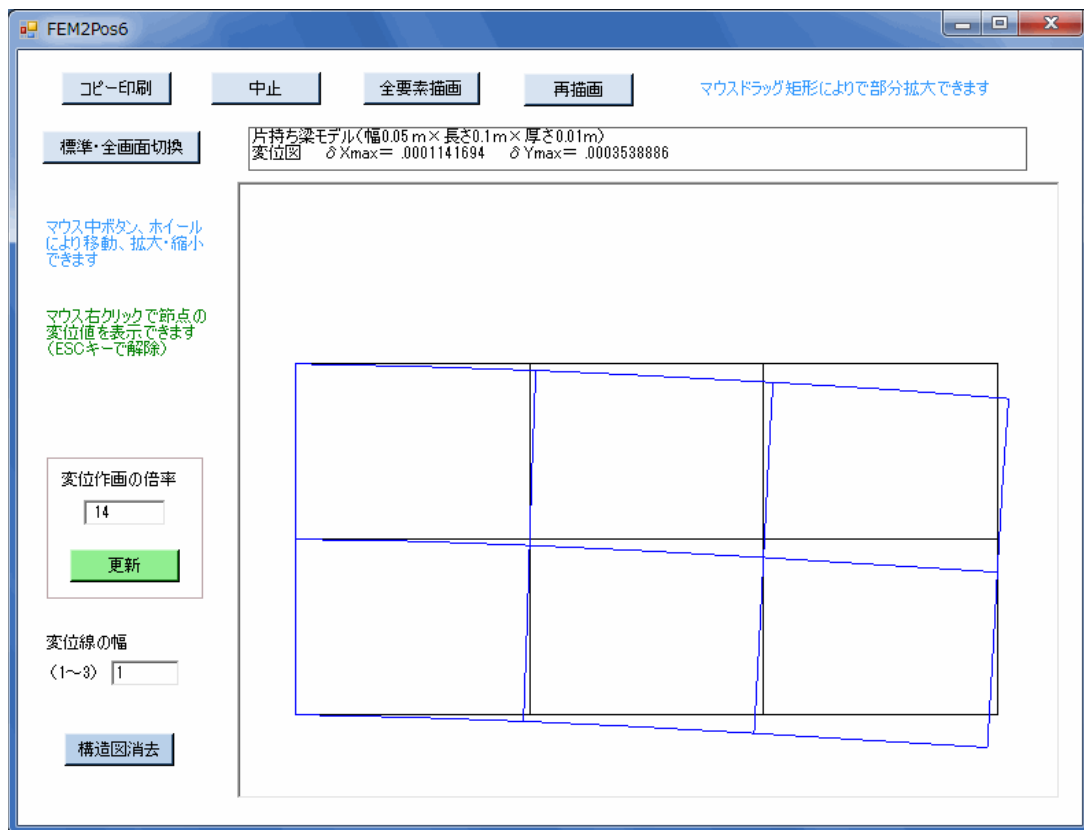 FEM2Pos6
コピー印刷 中止 全要素描画 再描画 マウスドラッグ矩形によりで部分拡大できます
標準・全画面切換
片持ち梁モデル(幅0.05ｍ×長さ0.1ｍ×厚さ0.01m)
変位図 δXmax＝ .0001141694 δYmax＝ .0003538886
マウス中ボタン、ホイール
により移動、拡大・縮小
できます
マウス右クリックで節点の
変位値を表示できます
(ESCキーで解除)
変位作画の倍率
14
更新
変位線の幅
(1～3) 1
構造図消去